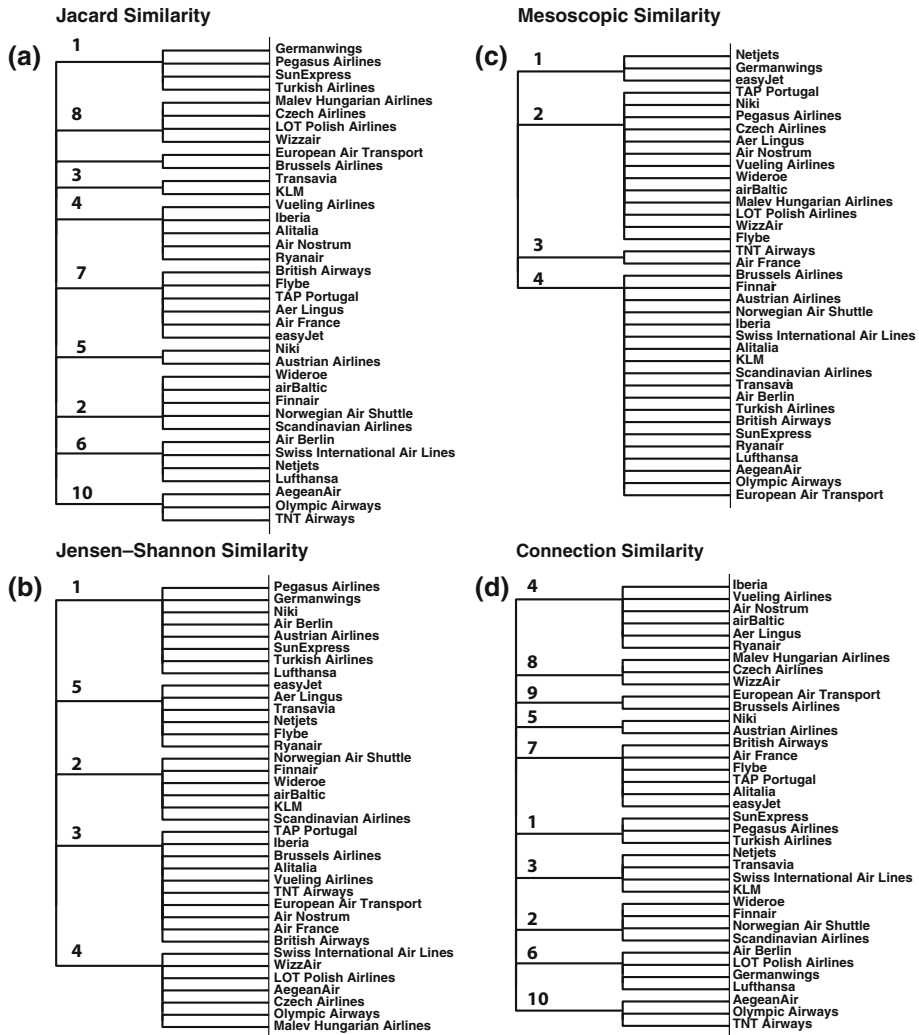 Jacard Similarity
(a)
1
Germanwings
Pegasus Airlines
SunExpress
Turkish Airlines
8
Malev Hungarian Airlines
Czech Airlines
LOT Polish Airlines
Wizzair
European Air Transport
Brussels Airlines
3
Transavia
KLM
4
Vueling Airlines
Iberia
Alitalia
Air Nostrum
Ryanair
7
British Airways
Flybe
TAP Portugal
Aer Lingus
Air France
easyJet
5
Niki
Austrian Airlines
2
Wideroe
airBaltic
Finnair
Norwegian Air Shuttle
Scandinavian Airlines
6
Air Berlin
Swiss International Air Lines
Netjets
Lufthansa
10
AegeanAir
Olympic Airways
TNT Airways
Mesoscopic Similarity
(c)
1
Netjets
Germanwings
easyJet
2
TAP Portugal
Niki
Pegasus Airlines
Czech Airlines
Aer Lingus
Air Nostrum
Vueling Airlines
Wideroe
airBaltic
Malev Hungarian Airlines
LOT Polish Airlines
WizzAir
Flybe
3
TNT Airways
Air France
4
Brussels Airlines
Finnair
Austrian Airlines
Norwegian Air Shuttle
Iberia
Swiss International Air Lines
Alitalia
KLM
Scandinavian Airlines
Transavia
Air Berlin
Turkish Airlines
British Airways
SunExpress
Ryanair
Lufthansa
AegeanAir
Olympic Airways
European Air Transport
Jensen–Shannon Similarity
(b)
1
Pegasus Airlines
Germanwings
Niki
Air Berlin
Austrian Airlines
SunExpress
Turkish Airlines
Lufthansa
5
easyJet
Aer Lingus
Transavia
Netjets
Flybe
Ryanair
2
Norwegian Air Shuttle
Finnair
Wideroe
airBaltic
KLM
Scandinavian Airlines
3
TAP Portugal
Iberia
Brussels Airlines
Alitalia
Vueling Airlines
TNT Airways
European Air Transport
Air Nostrum
Air France
British Airways
4
Swiss International Air Lines
WizzAir
LOT Polish Airlines
AegeanAir
Czech Airlines
Olympic Airways
Malev Hungarian Airlines
Connection Similarity
(d)
4
Iberia
Vueling Airlines
Air Nostrum
airBaltic
Aer Lingus
Ryanair
8
Malev Hungarian Airlines
Czech Airlines
WizzAir
9
European Air Transport
Brussels Airlines
5
Niki
Austrian Airlines
7
British Airways
Air France
Flybe
TAP Portugal
Alitalia
easyJet
1
SunExpress
Pegasus Airlines
Turkish Airlines
3
Netjets
Transavia
Swiss International Air Lines
KLM
2
Wideroe
Finnair
Norwegian Air Shuttle
Scandinavian Airlines
6
Air Berlin
LOT Polish Airlines
Germanwings
Lufthansa
10
AegeanAir
Olympic Airways
TNT Airways